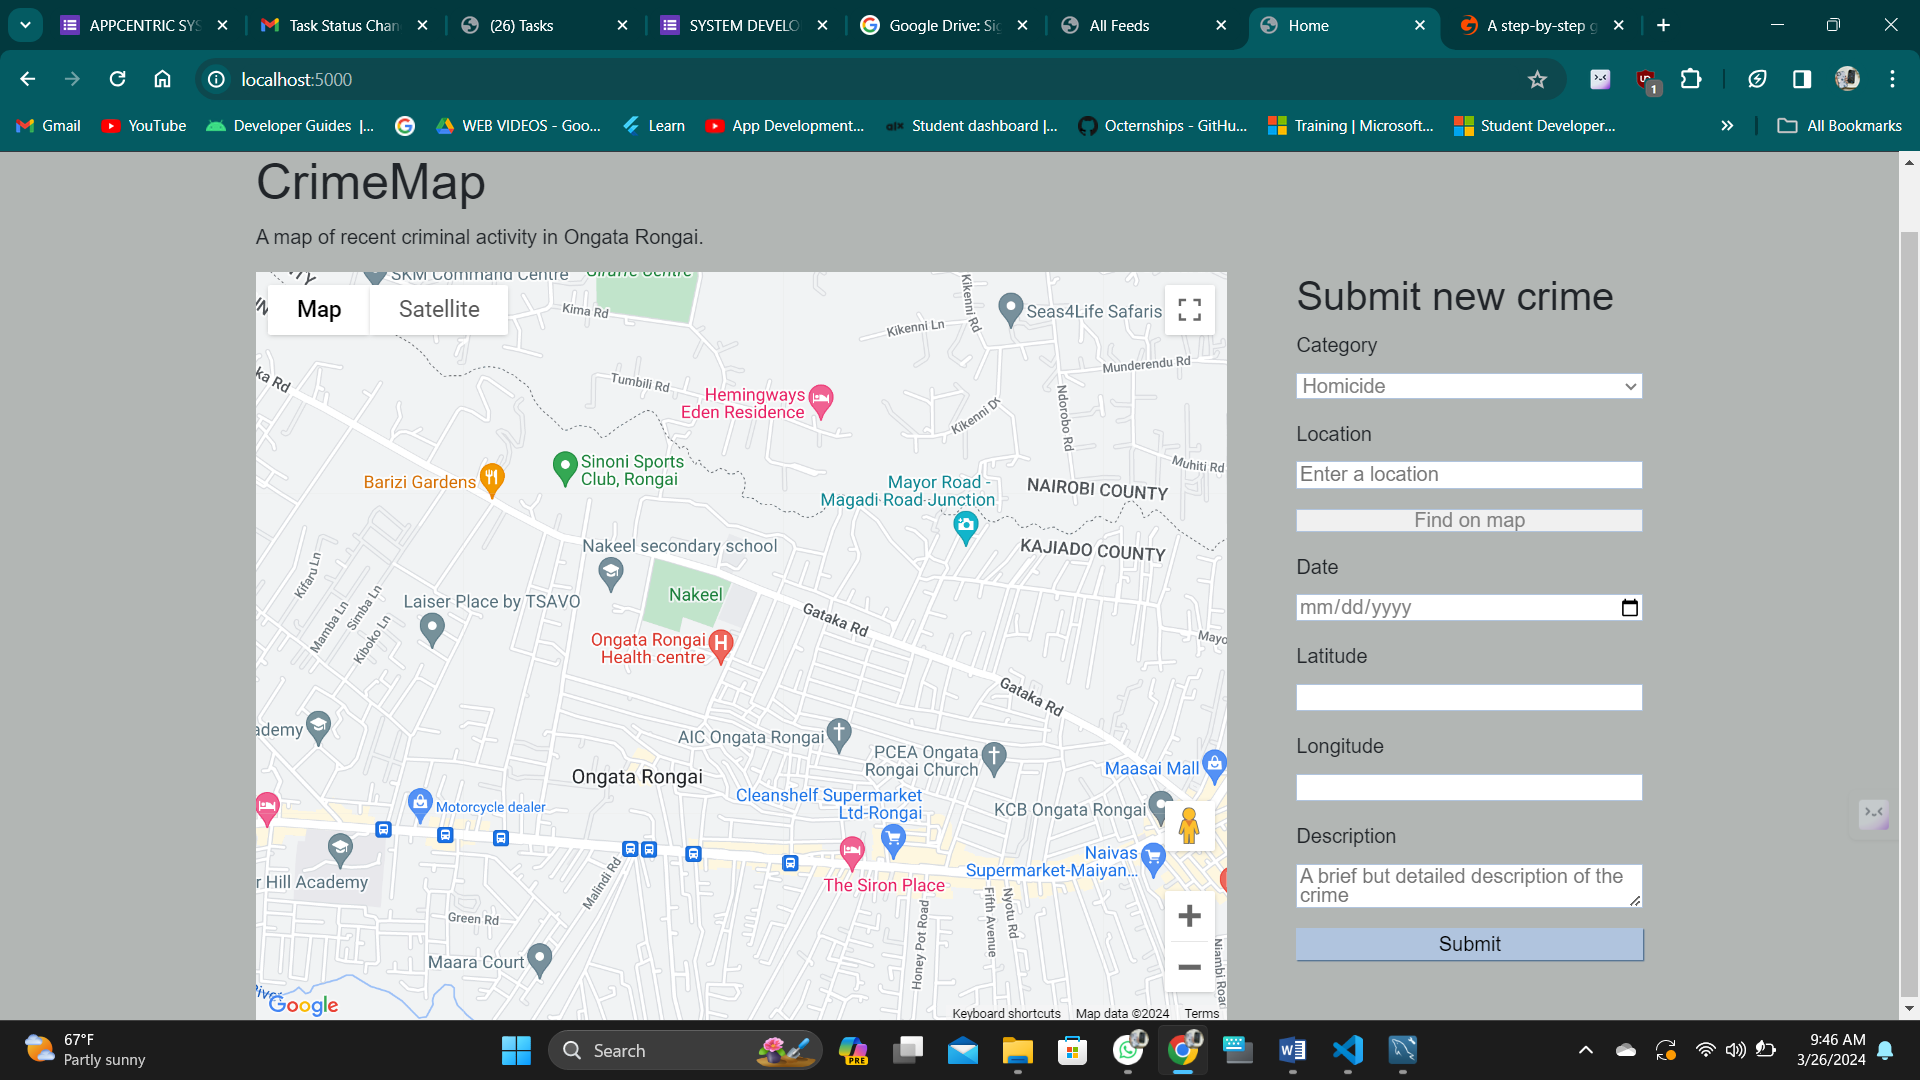 APPCENTRIC SYS
Task Status Chan
(26) Tasks
SYSTEM DEVELO
Google Drive: Sig
All Feeds
Home
A step-by-step g
localhost:5000
1
Gmail
YouTube
Developer Guides |...
WEB VIDEOS - Goo...
Learn
App Development...
Student dashboard |...
Octernships - GitHu...
Training | Microsoft...
Student Developer...
All Bookmarks
CrimeMap
A map of recent criminal activity in Ongata Rongai.
Map
Satellite
SKM Command Centre
Giraffe Centre
Kima Rd
Kikenni Rd
Kikenni Ln
Seas4Life Safaris
Munderendu Rd
ka Rd
Tumbili Rd
Hemingways
Eden Residence
Kikenni Dr
Ndorobo Rd
Muhiti Rd
Barizi Gardens
Sinoni Sports
Club, Rongai
Mayor Road -
Magadi Road Junction
NAIROBI COUNTY
KAJIADO COUNTY
Nakeel secondary school
Kifaru Ln
Simba Ln
Mamba Ln
Kiboko Ln
Laiser Place by TSAVO
Nakeel
Gataka Rd
Mayo
Ongata Rongai
Health centre
Gataka Rd
ademy
AIC Ongata Rongai
PCEA Ongata
Rongai Church
Maasai Mall
Ongata Rongai
Motorcycle dealer
Cleanshelf Supermarket
Ltd-Rongai
KCB Ongata Rongai
Naivas
Supermarket-Maiyan...
r Hill Academy
Malindi Rd
The Siron Place
Green Rd
Honey Pot Road
Fifth Avenue
Nyotu Rd
Niambi Road
Maara Court
River
Google
Keyboard shortcuts
Map data ©2024
Terms
Submit new crime
Category
Homicide
Location
Enter a location
Find on map
Date
mm/dd/yyyy
Latitude
Longitude
Description
A brief but detailed description of the
crime
Submit
67°F
Partly sunny
Search
PRE
9:46 AM
3/26/2024